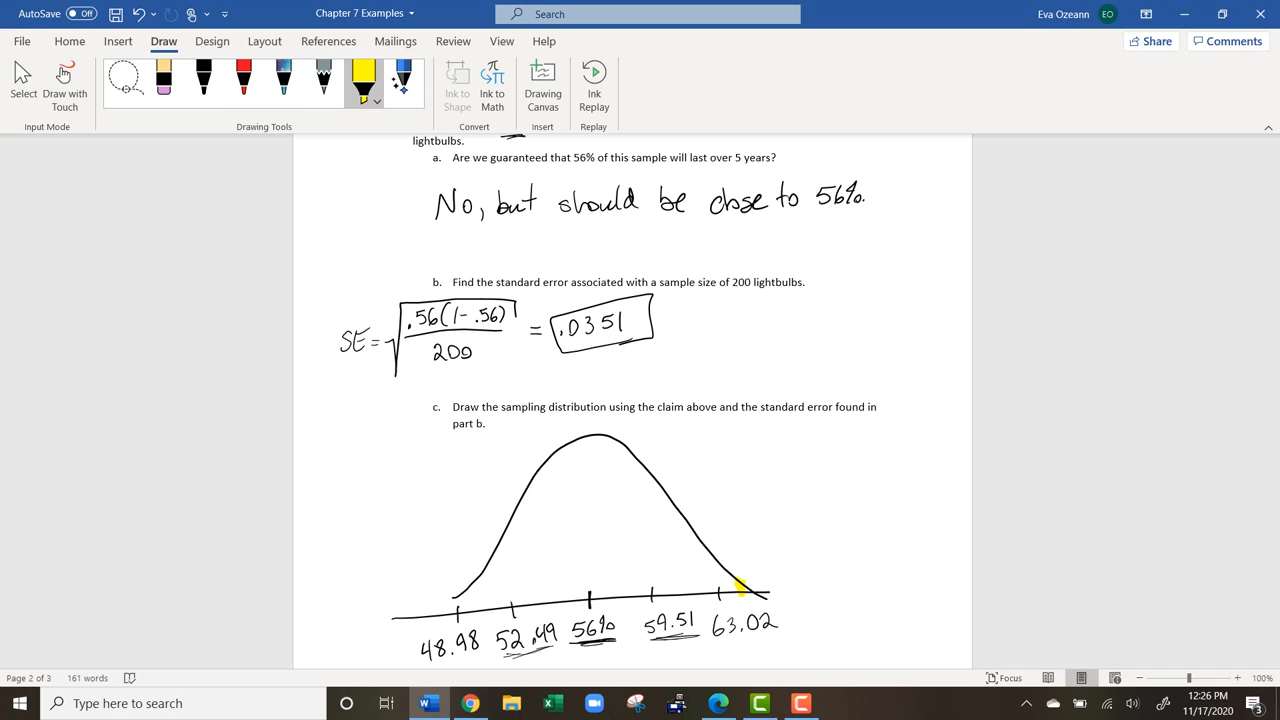 AutoSave Off Chapter 7 Examples Search Eva Ozeann EO
File Home Insert Draw Design Layout References Mailings Review View Help Share Comments
Select Draw with Touch Ink to Shape Ink to Math Drawing Canvas Ink Replay
Input Mode Drawing Tools Convert Insert Replay
lightbulbs.
a. Are we guaranteed that 56% of this sample will last over 5 years?
No, but should be close to 56%.
b. Find the standard error associated with a sample size of 200 lightbulbs.
SE = √ .56(1 - .56) / 200 = .0351
c. Draw the sampling distribution using the claim above and the standard error found in
part b.
48.98 52.49 56% 59.51 63.02
Page 2 of 3 161 words Focus 100%
Type here to search 12:26 PM
11/17/2020 3